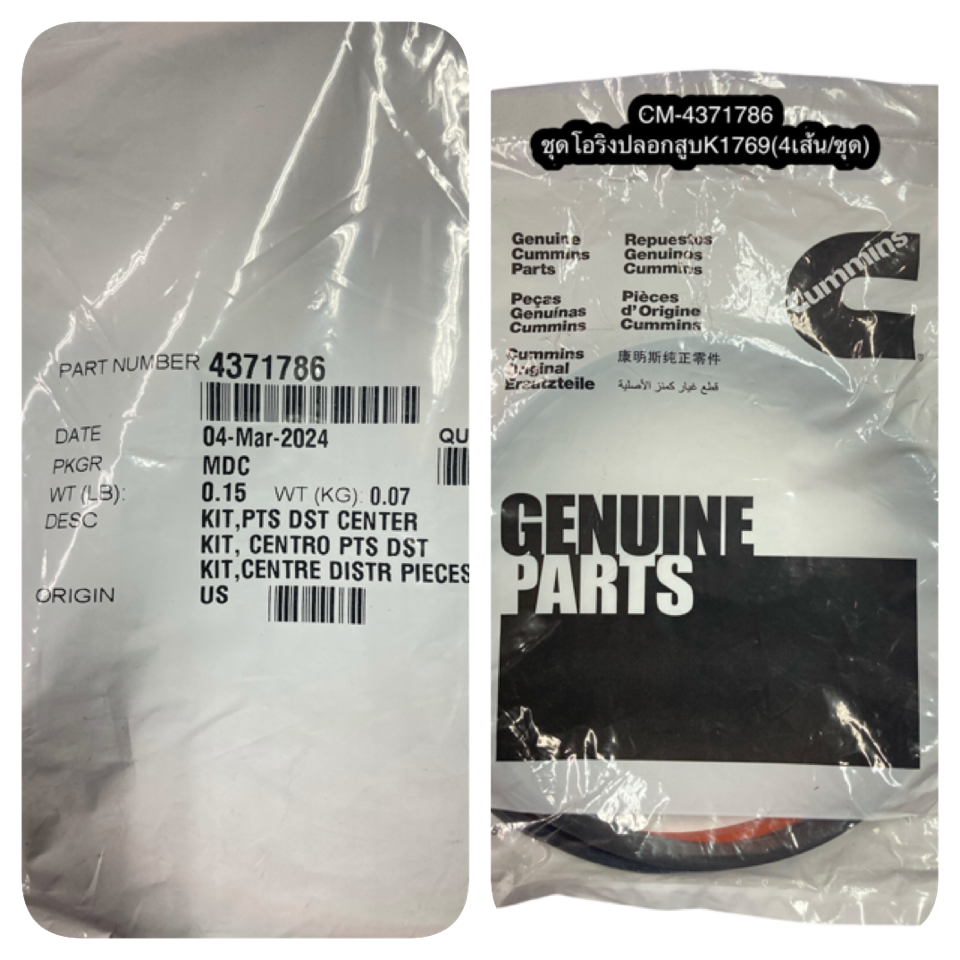 PART NUMBER 4371786
DATE 04-Mar-2024
QU
PKGR MDC
WT (LB): 0.15 WT (KG): 0.07
DESC KIT,PTS DST CENTER
KIT, CENTRO PTS DST
KIT,CENTRE DISTR PIECES
ORIGIN US
CM-4371786
ชุดโอริงปลอกสูบK1769(4เส้น/ชุด)
Genuine
Cummins
Parts
Repuestos
Genuinos
Cummins
Cummins
Peças
Genuínas
Cummins
Pièces
d'Origine
Cummins
Cummins
Original
Ersatzteile
康明斯纯正零件
قطع غيار كمنز الأصلية
GENUINE
PARTS